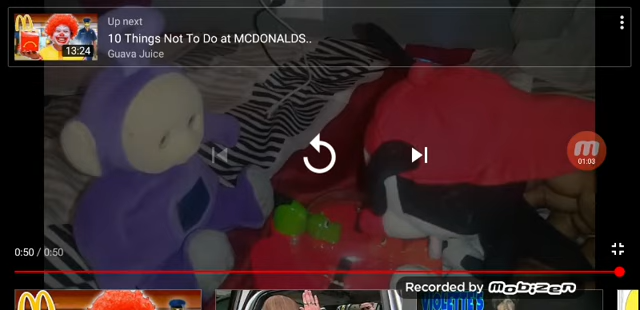 Up next
10 Things Not To Do at MCDONALDS..
Guava Juice
13:24
01:03
0:50 / 0:50
Recorded by Mobizen